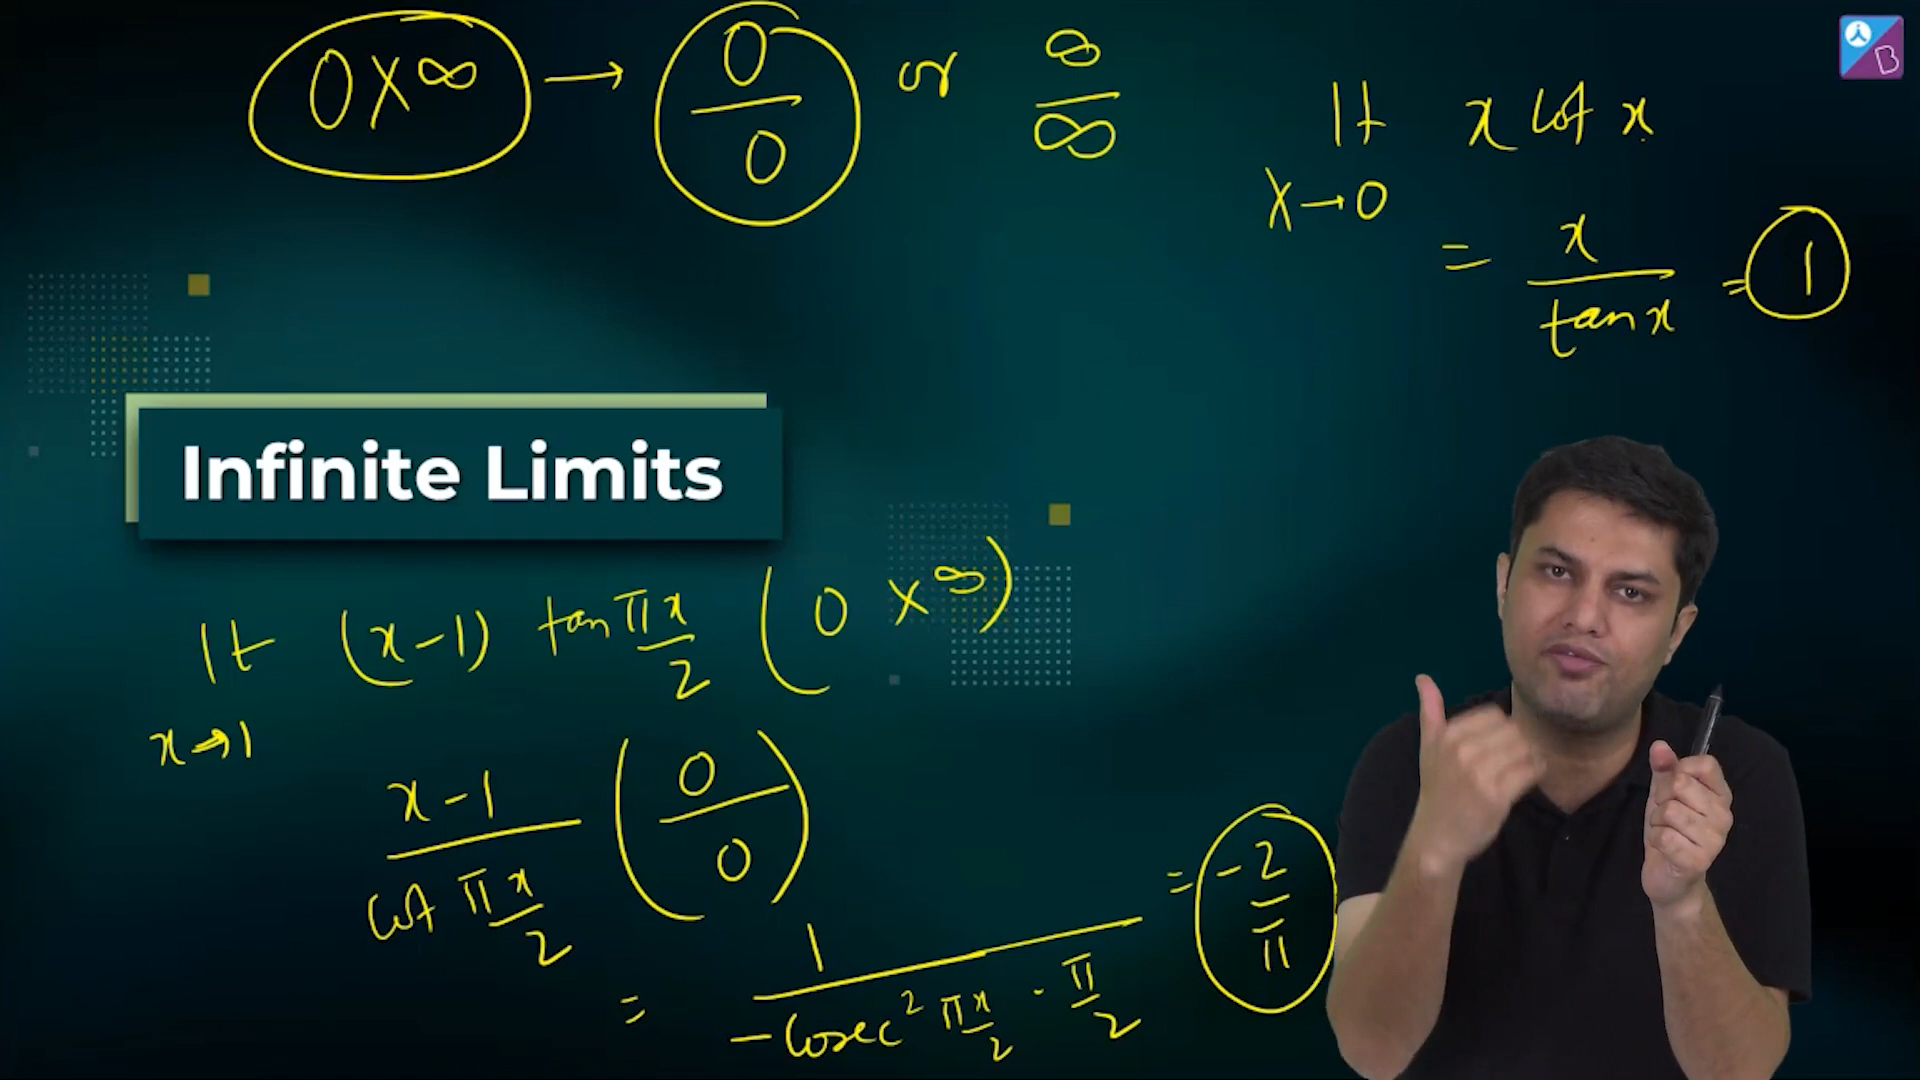 0 × ∞ → 0/0 or ∞/∞
lt x cot x
x → 0
= x/tan x = 1
Infinite Limits
lt (x-1) tan πx/2 (0 × ∞)
x → 1
x-1/cot πx/2 (0/0)
= 1/-cosec² πx/2 · π/2 = -2/π
B